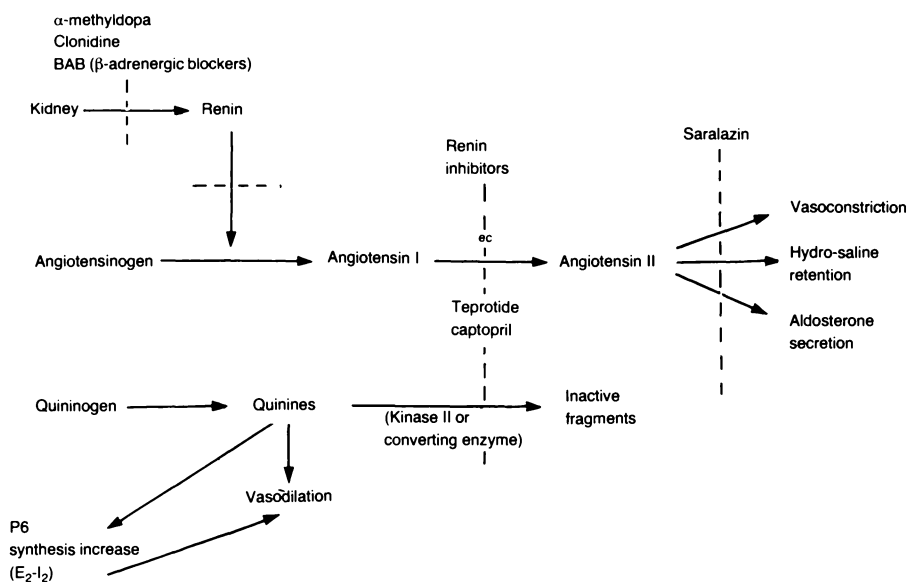 α-methyldopa
Clonidine
BAB (β-adrenergic blockers)
Kidney
Renin
Renin
inhibitors
Saralazin
ec
Angiotensinogen
Angiotensin I
Angiotensin II
Vasoconstriction
Hydro-saline
retention
Aldosterone
secretion
Teprotide
captopril
Quininogen
Quinines
(Kinase II or
converting enzyme)
Inactive
fragments
Vasodilation
P6
synthesis increase
(E₂-I₂)